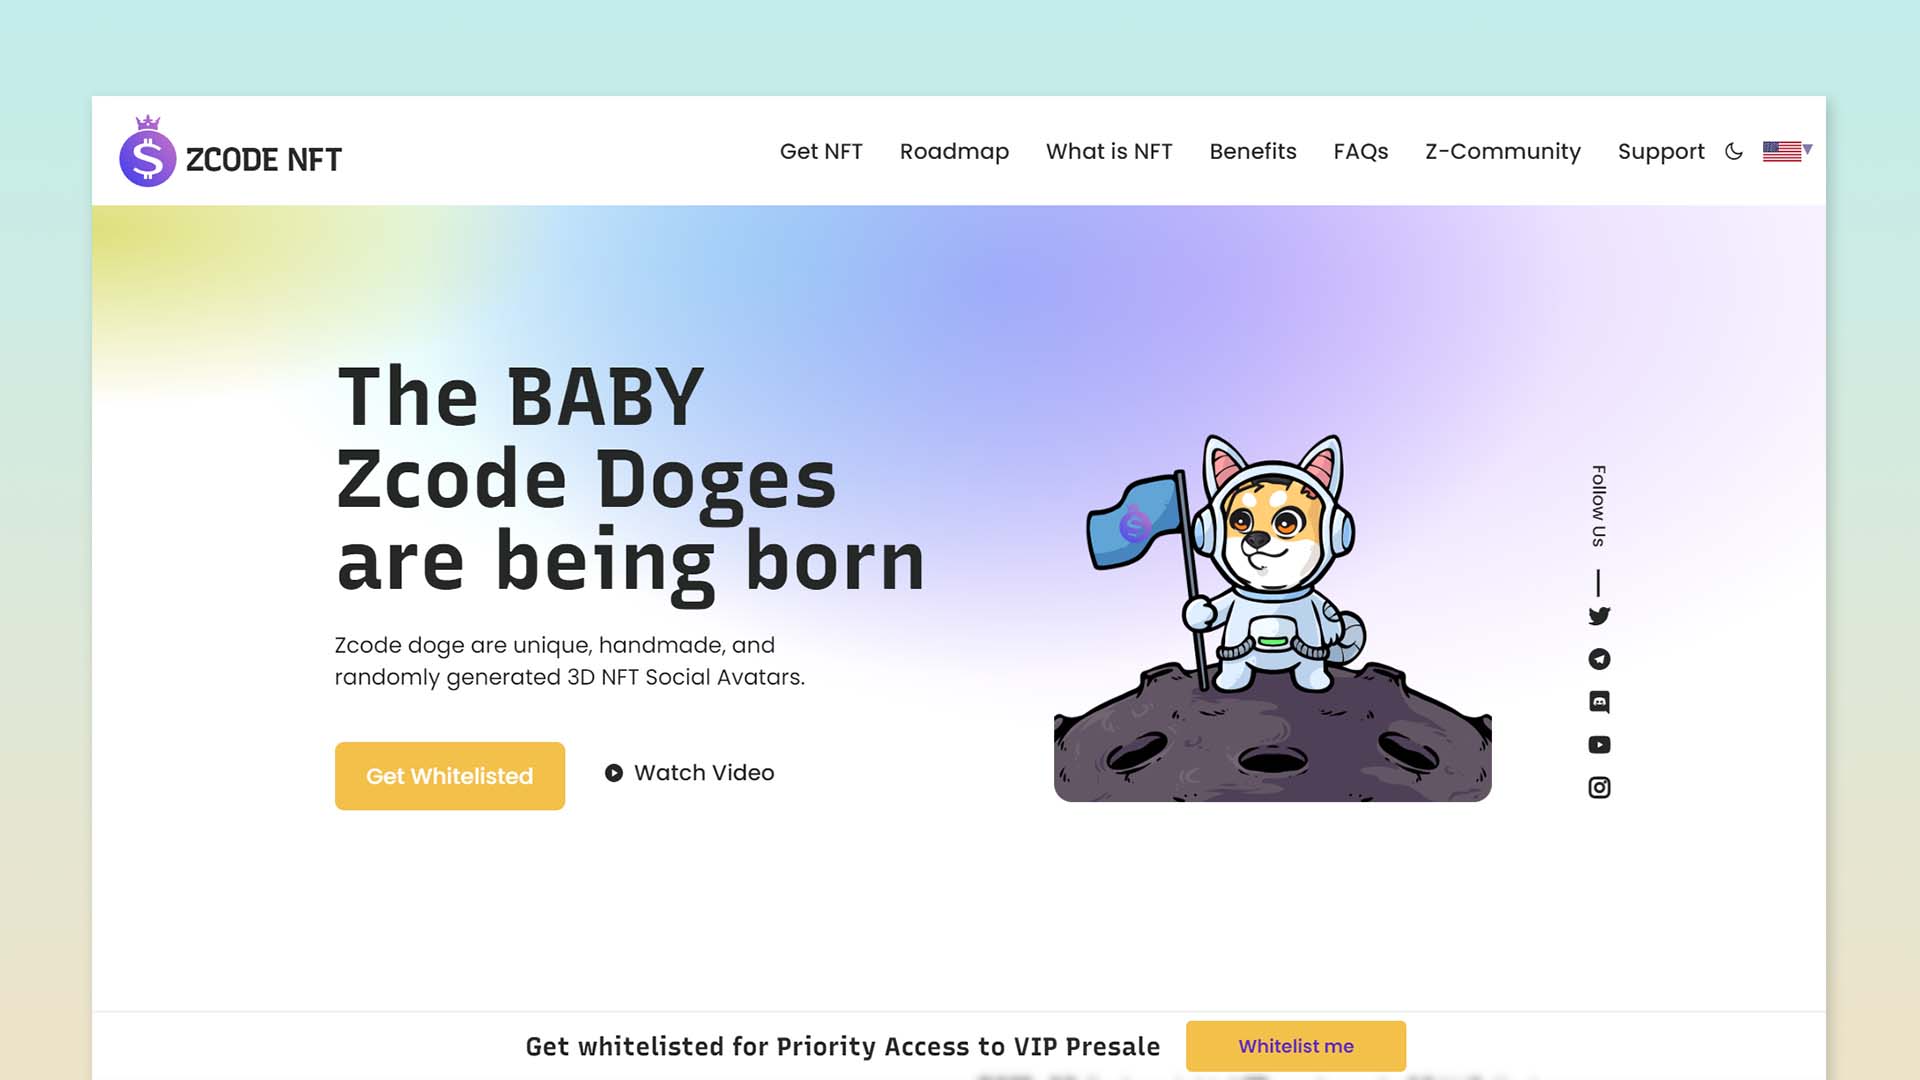 ZCODE NFT
Get NFT
Roadmap
What is NFT
Benefits
FAQs
Z-Community
Support
The BABY
Zcode Doges
are being born
Zcode doge are unique, handmade, and
randomly generated 3D NFT Social Avatars.
Get Whitelisted
Watch Video
Follow Us
Get whitelisted for Priority Access to VIP Presale
Whitelist me